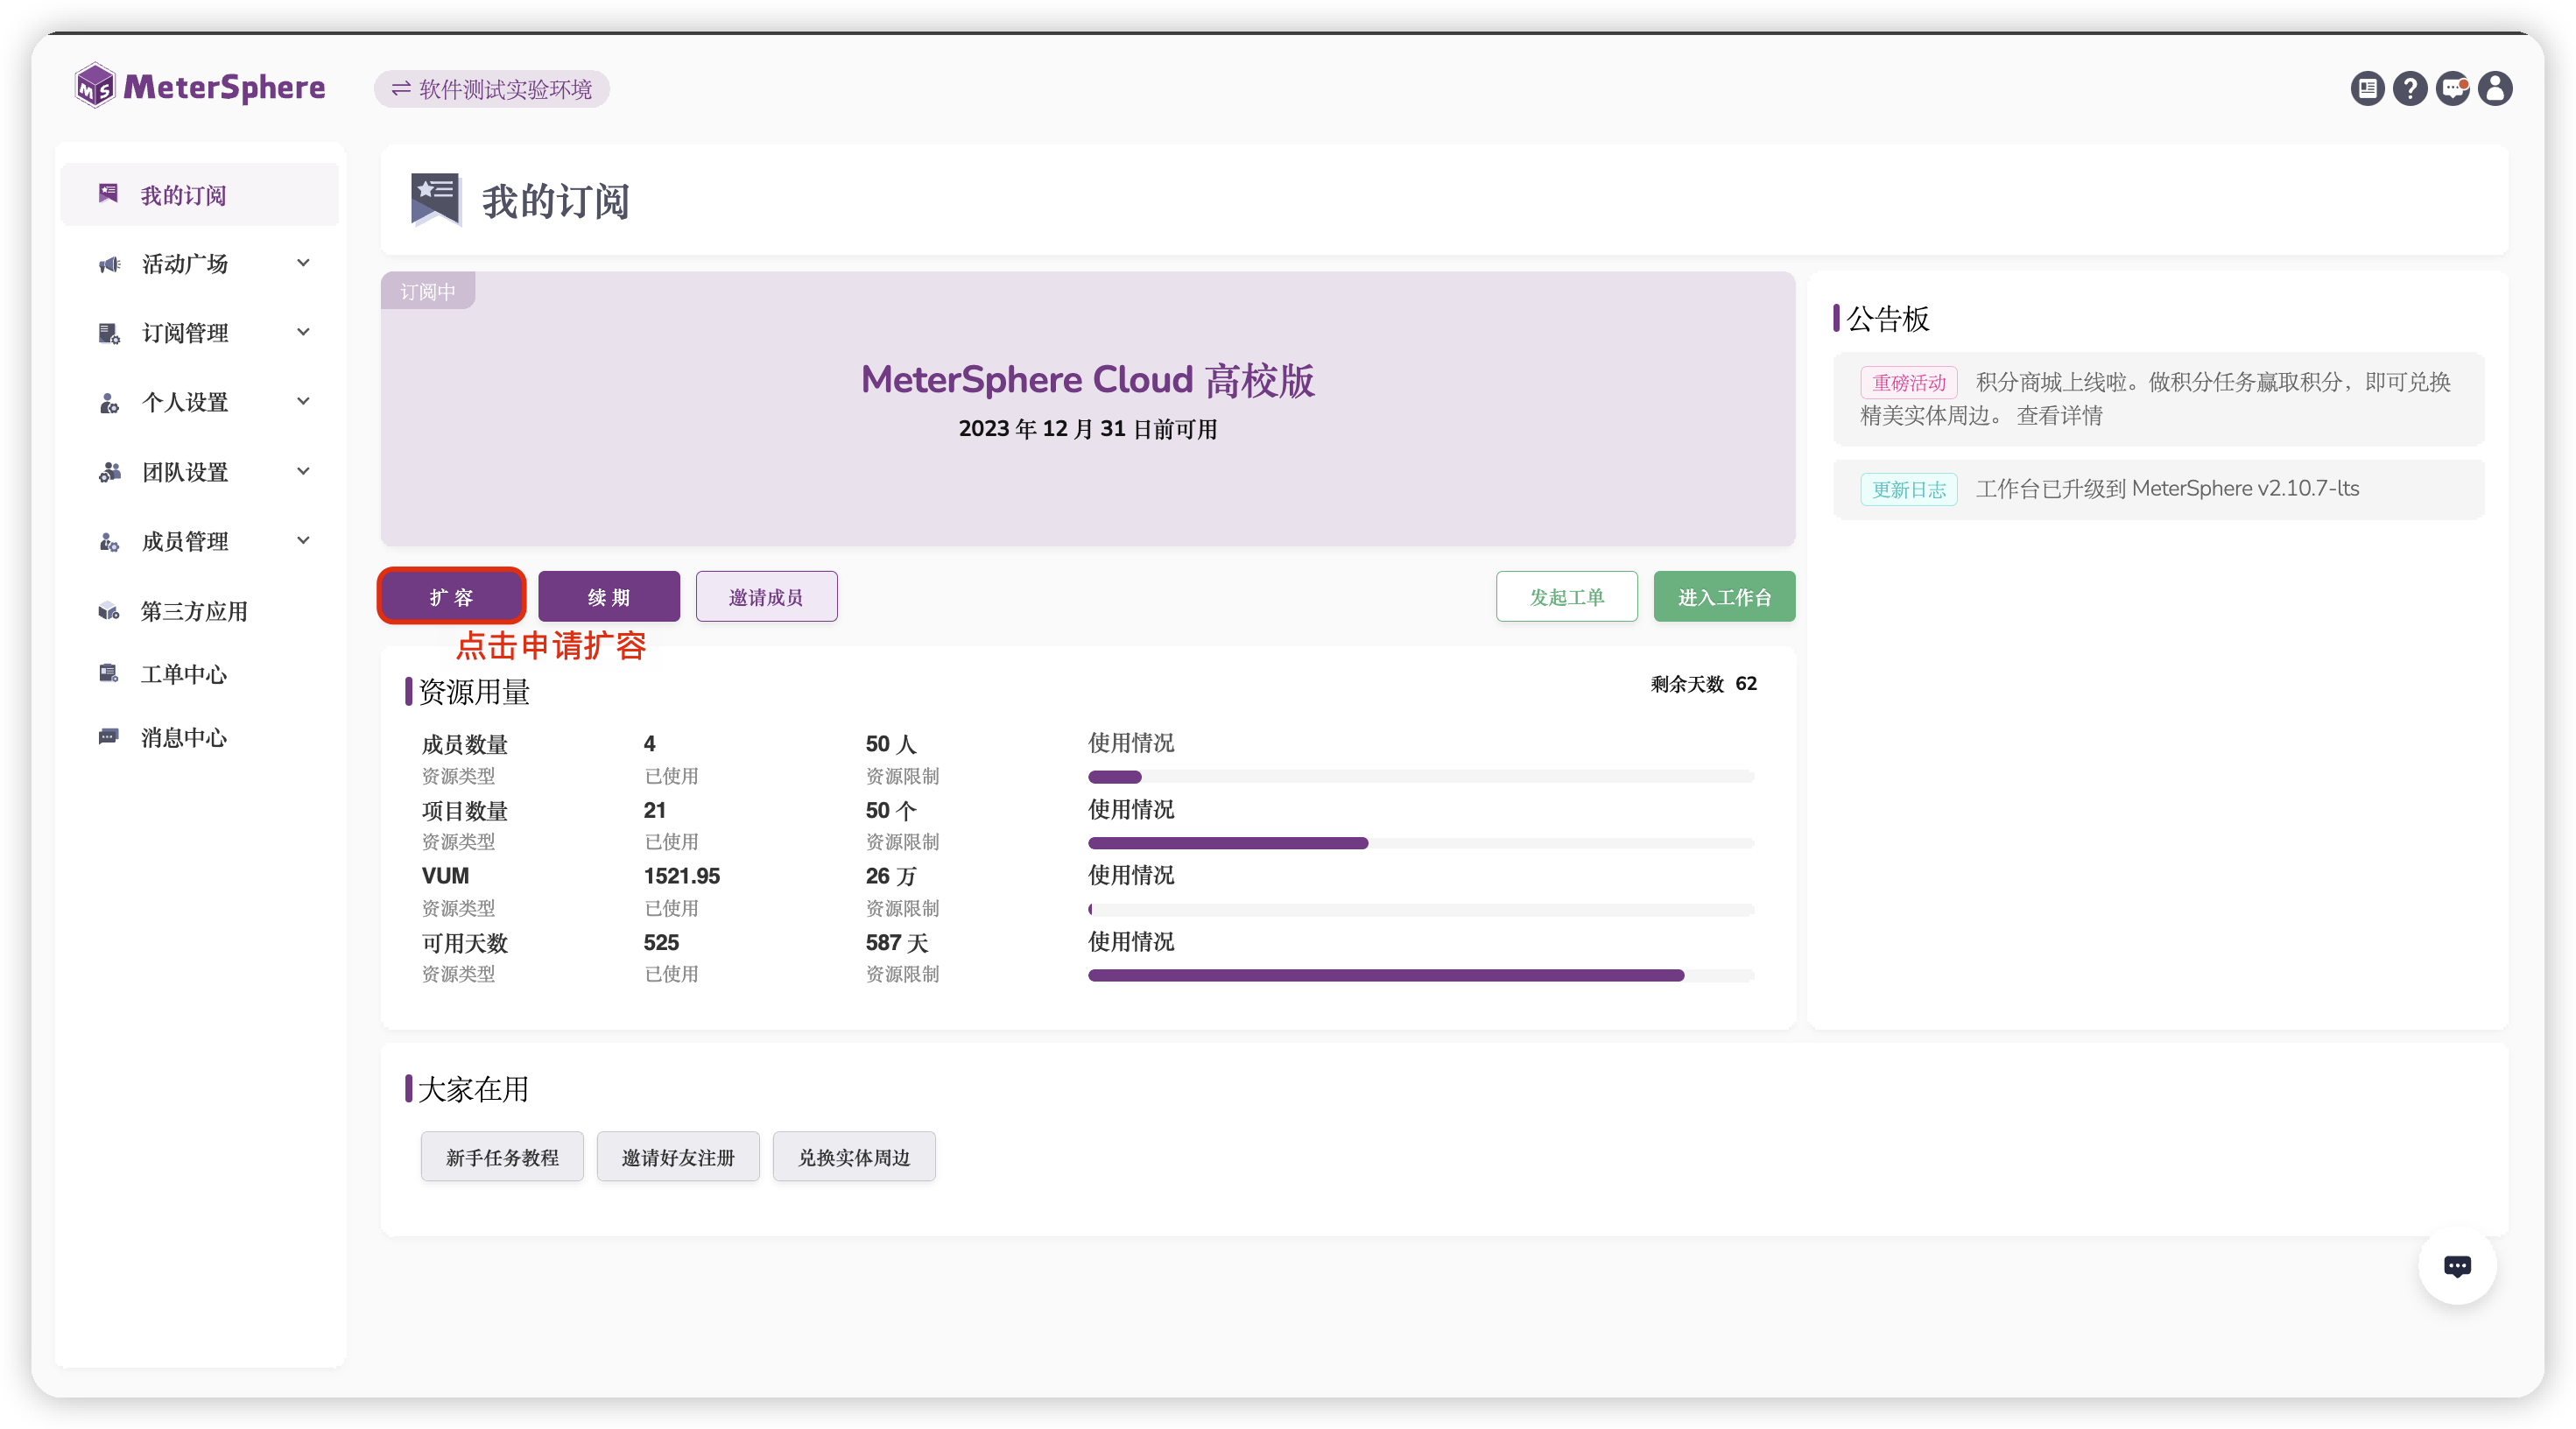 MeterSphere
软件测试实验环境
我的订阅
活动广场
订阅管理
个人设置
团队设置
成员管理
第三方应用
工单中心
消息中心
我的订阅
订阅中
MeterSphere Cloud 高校版
2023 年 12 月 31 日前可用
扩 容
续 期
邀请成员
发起工单
进入工作台
点击申请扩容
资源用量
剩余天数 62
成员数量 4 50 人 使用情况
资源类型 已使用 资源限制
项目数量 21 50 个 使用情况
资源类型 已使用 资源限制
VUM 1521.95 26 万 使用情况
资源类型 已使用 资源限制
可用天数 525 587 天 使用情况
资源类型 已使用 资源限制
公告板
重磅活动 积分商城上线啦。做积分任务赢取积分，即可兑换
精美实体周边。 查看详情
更新日志 工作台已升级到 MeterSphere v2.10.7-lts
大家在用
新手任务教程
邀请好友注册
兑换实体周边